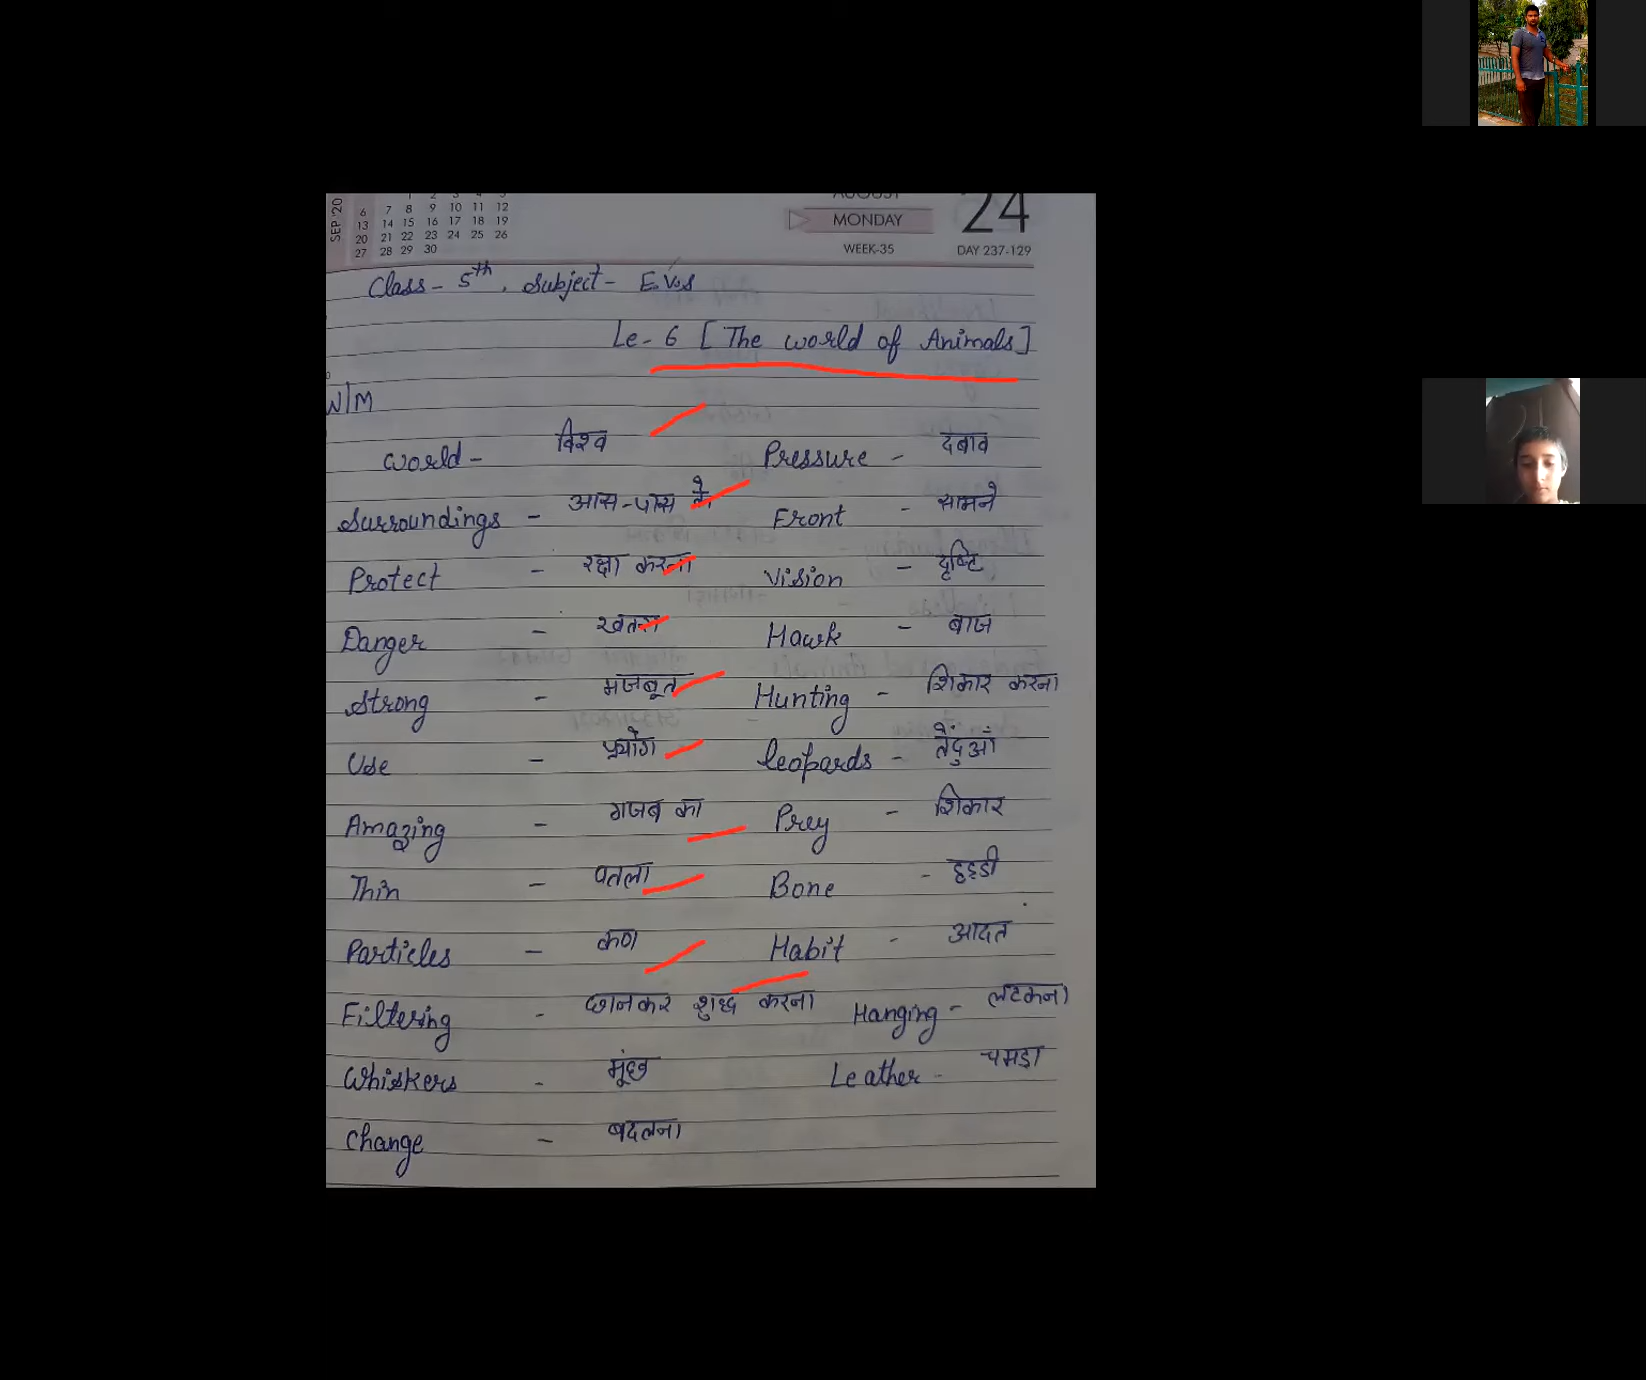 SEP '20
6 7 8 9 10 11 12
13 14 15 16 17 18 19
20 21 22 23 24 25 26
27 28 29 30
AUGUST
MONDAY
24
WEEK-35
DAY 237-129
Class - 5th. Subject - E.V.S
Le- 6 [The world of Animals]
W/M
World - विश्व Pressure - दबाव
Surroundings - आस-पास के Front - सामने
Protect - रक्षा करना Vision - दृष्टि
Danger - खतरा Hawk - बाज
Strong - मजबूत Hunting - शिकार करना
Use - प्रयोग leopards - तेंदुओं
Amazing - गजब का Prey - शिकार
Thin - पतला Bone - हड्डी
Particles - कण Habit - आदत
Filtering - छानकर शुद्ध करना Hanging - लटकना
Whiskers - मूंछ Leather - चमड़ा
Change - बदलना